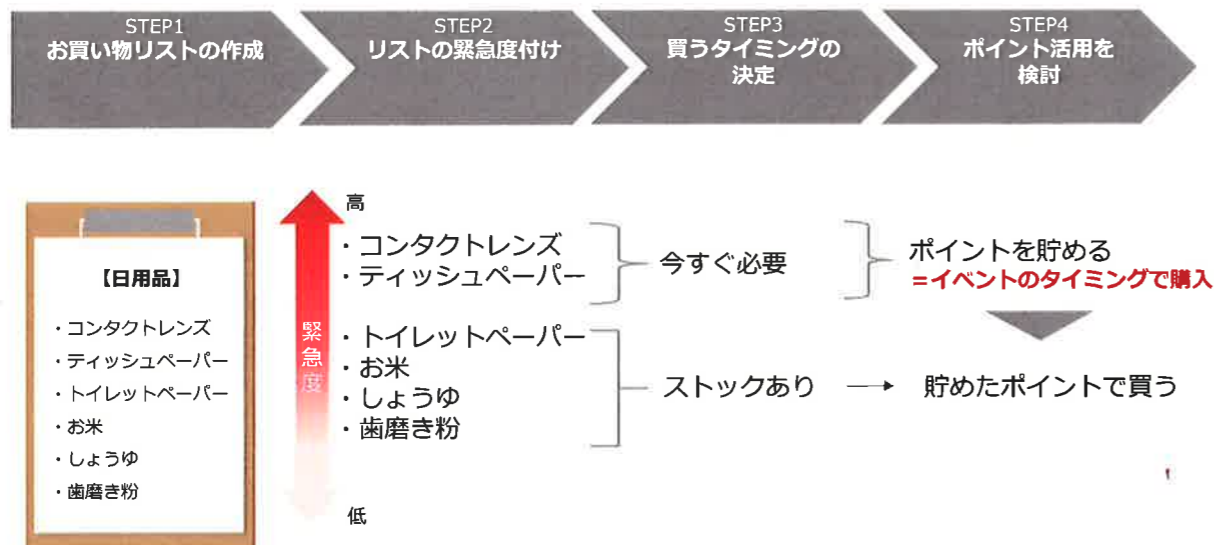 STEP1
お買い物リストの作成
STEP2
リストの緊急度付け
STEP3
買うタイミングの
決定
STEP4
ポイント活用を
検討
【日用品】
・コンタクトレンズ
・ティッシュペーパー
・トイレットペーパー
・お米
・しょうゆ
・歯磨き粉
緊急度
高
・コンタクトレンズ
・ティッシュペーパー
・トイレットペーパー
・お米
・しょうゆ
・歯磨き粉
低
今すぐ必要
ストックあり
ポイントを貯める
=イベントのタイミングで購入
貯めたポイントで買う